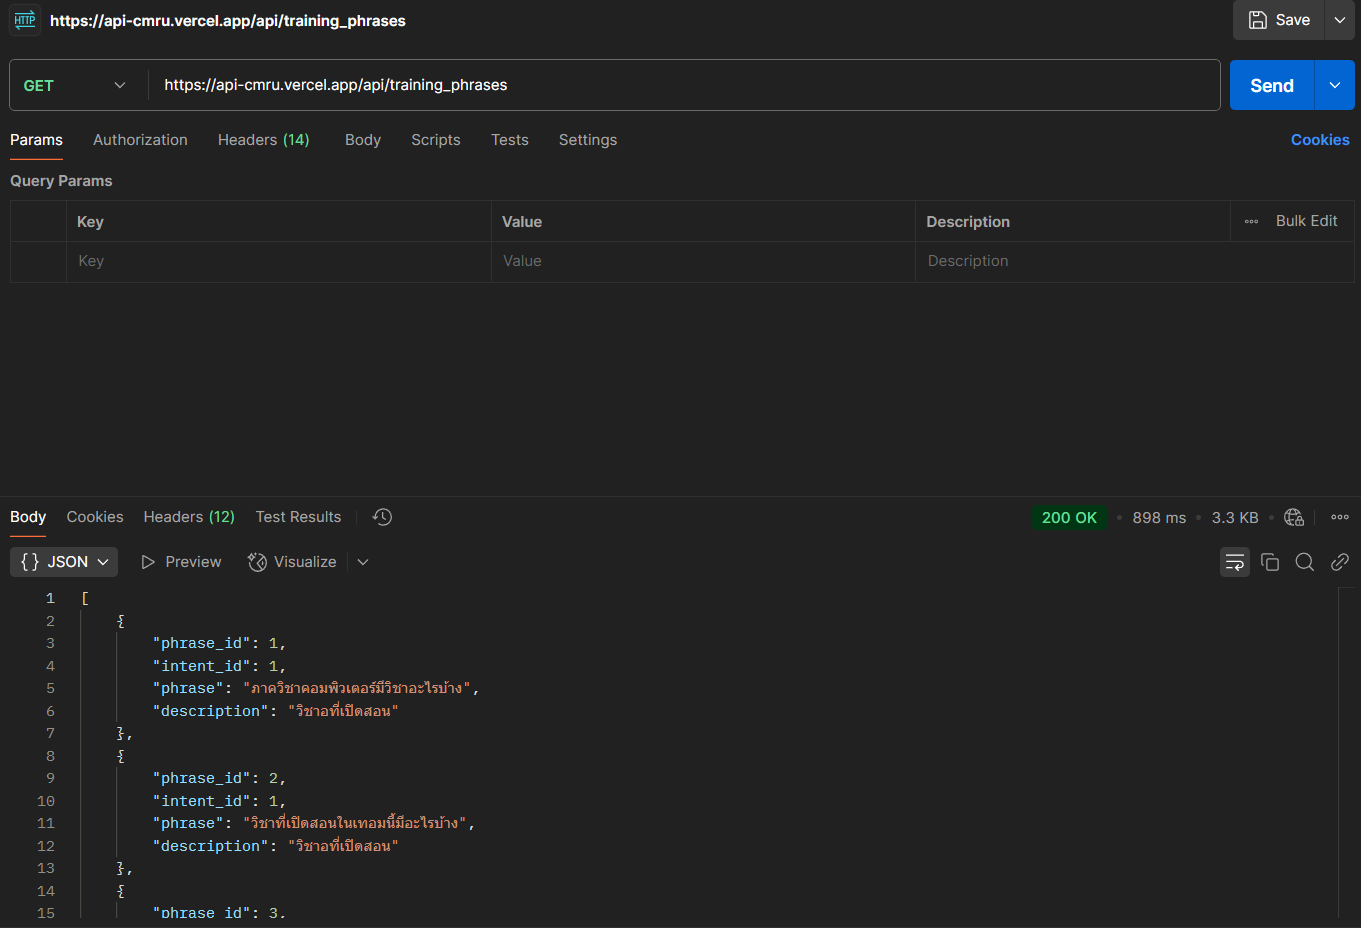 HTTP https://api-cmru.vercel.app/api/training_phrases Save
GET https://api-cmru.vercel.app/api/training_phrases Send
Params Authorization Headers (14) Body Scripts Tests Settings Cookies
Query Params
Key Value Description Bulk Edit
Key Value Description
Body Cookies Headers (12) Test Results 200 OK 898 ms 3.3 KB
{} JSON Preview Visualize
1 [
2 {
3 "phrase_id": 1,
4 "intent_id": 1,
5 "phrase": "ภาควิชาคอมพิวเตอร์มีวิชาอะไรบ้าง",
6 "description": "วิชาอที่เปิดสอน"
7 },
8 {
9 "phrase_id": 2,
10 "intent_id": 1,
11 "phrase": "วิชาที่เปิดสอนในเทอมนี้มีอะไรบ้าง",
12 "description": "วิชาอที่เปิดสอน"
13 },
14 {
15 "phrase_id": 3,